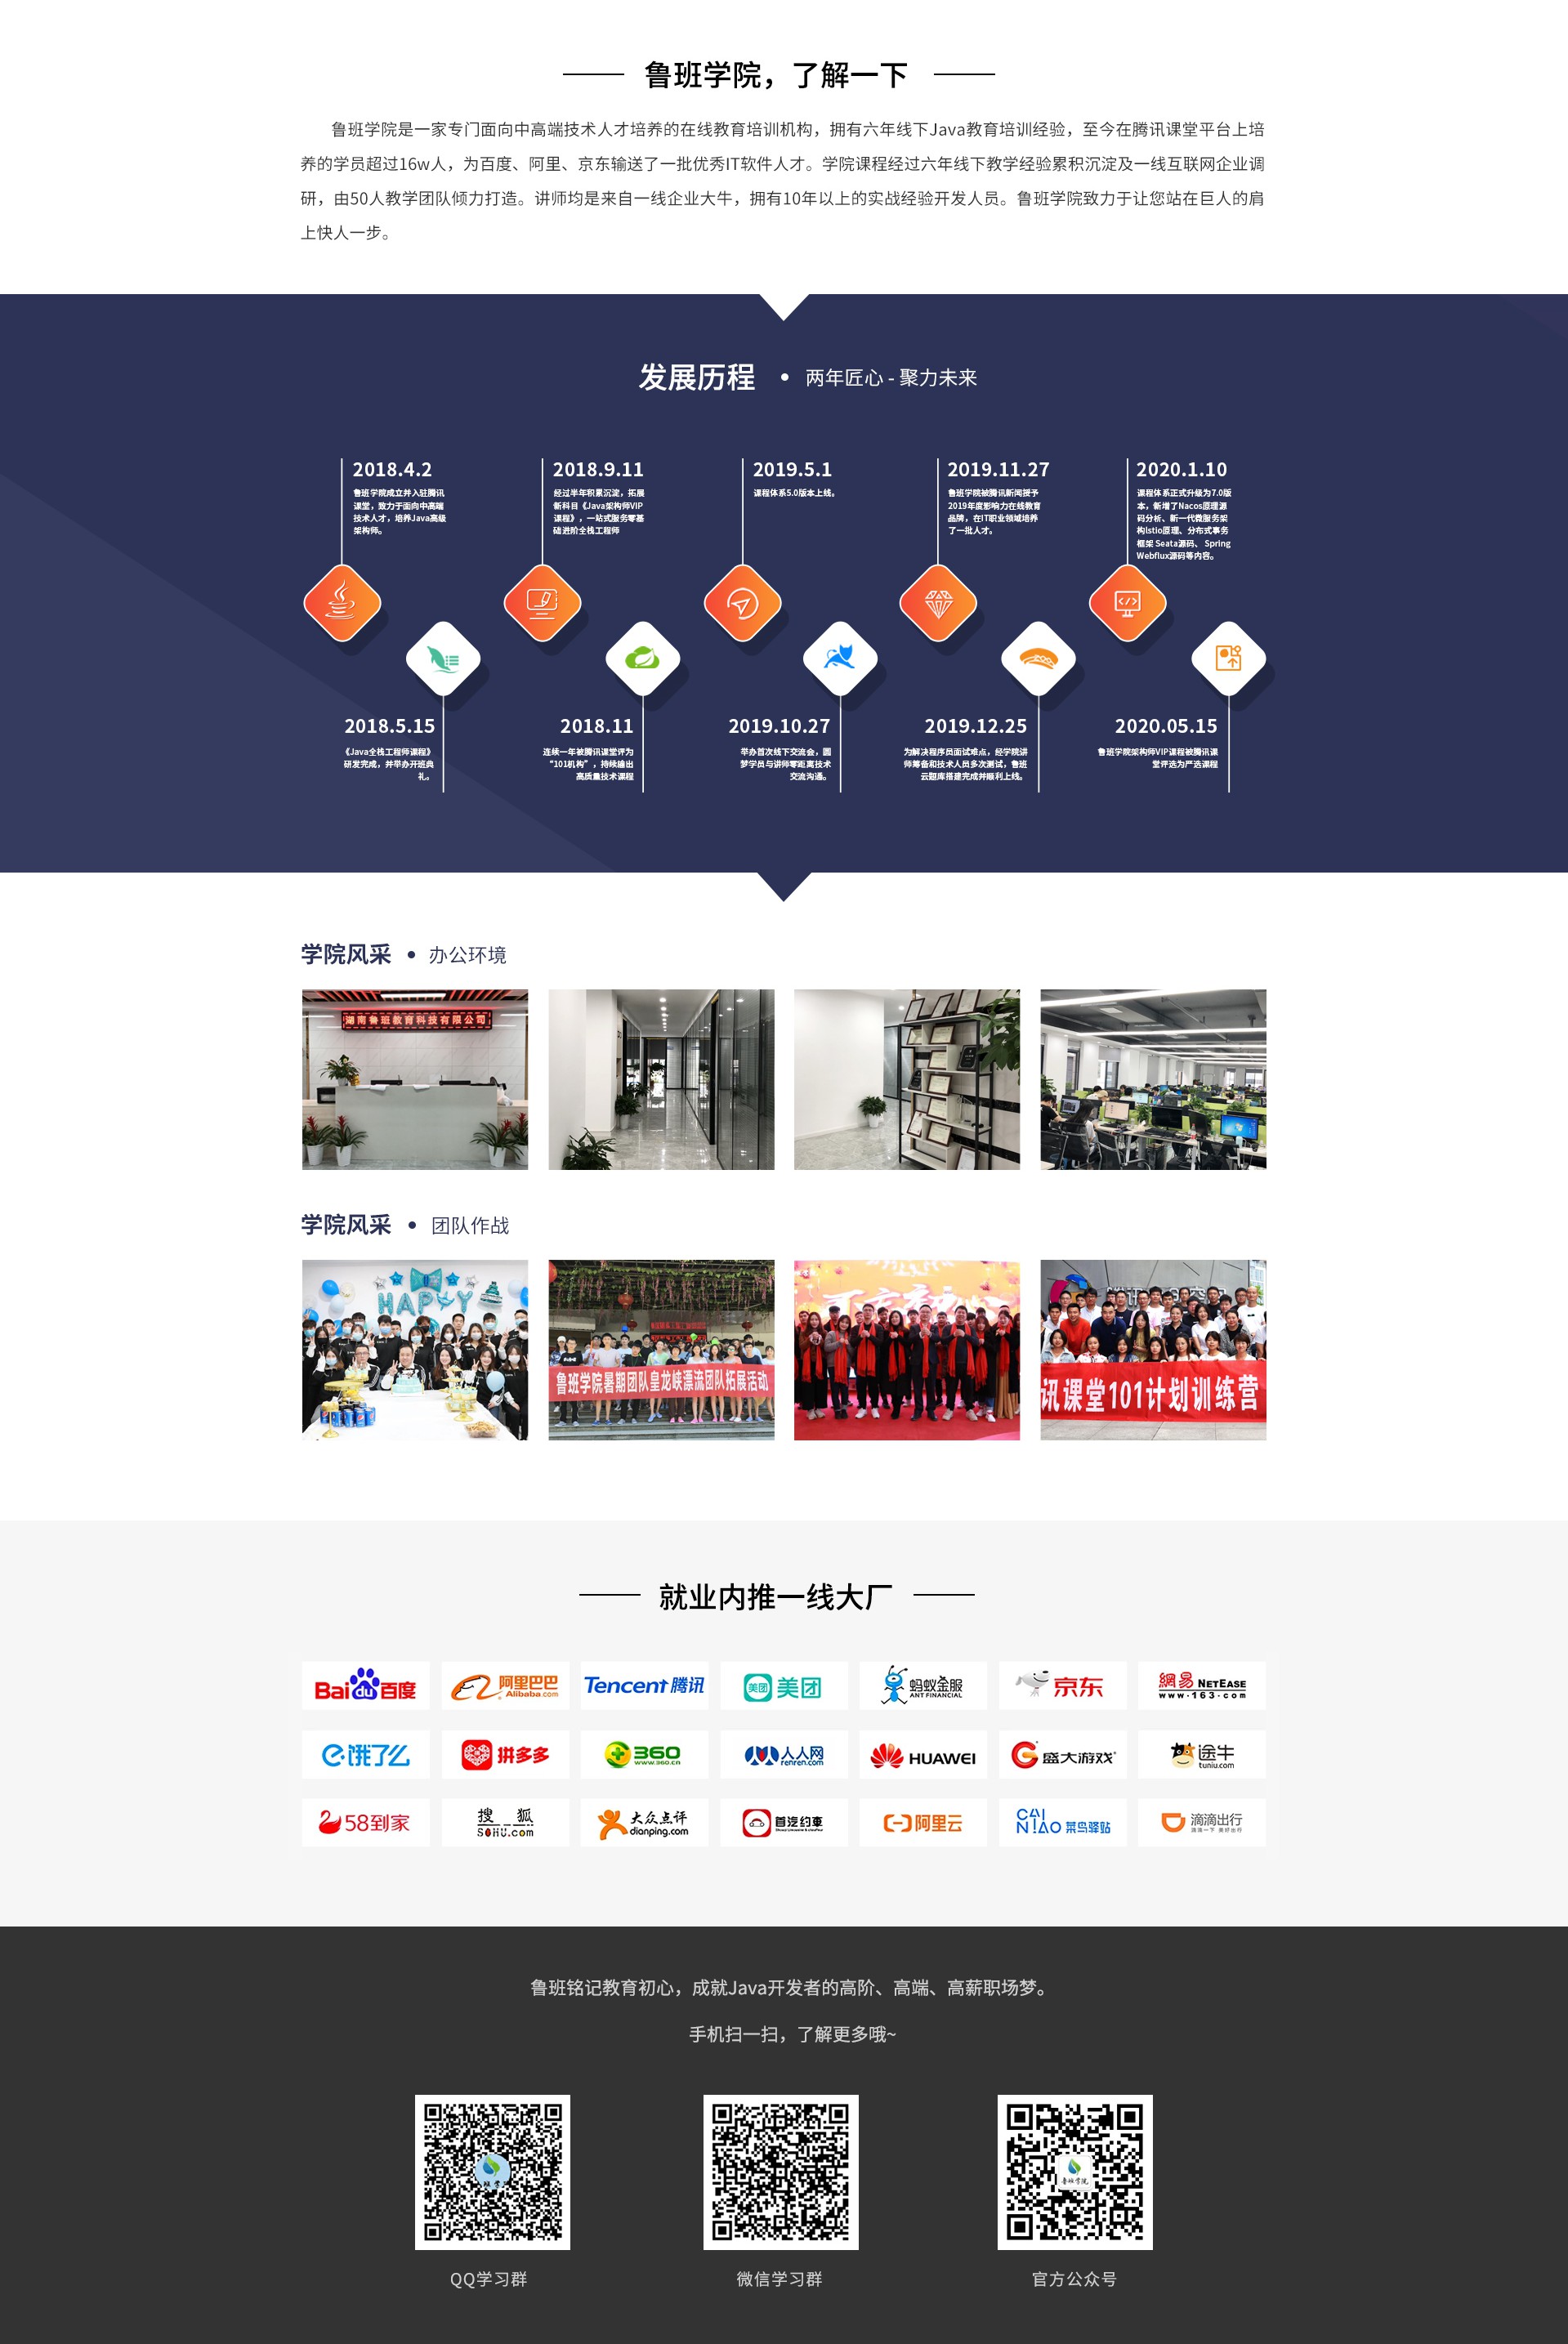 鲁班学院，了解一下
鲁班学院是一家专门面向中高端技术人才培养的在线教育培训机构，拥有六年线下Java教育培训经验，至今在腾讯课堂平台上培
养的学员超过16w人，为百度、阿里、京东输送了一批优秀IT软件人才。学院课程经过六年线下教学经验累积沉淀及一线互联网企业调
研，由50人教学团队倾力打造。讲师均是来自一线企业大牛，拥有10年以上的实战经验开发人员。鲁班学院致力于让您站在巨人的肩
上快人一步。
发展历程 • 两年匠心 - 聚力未来
2018.4.2
鲁班学院成立并入驻腾讯
课堂，致力于面向中高端
技术人才，培养Java高级
架构师。
2018.9.11
经过半年积累沉淀，拓展
新科目《Java架构师VIP
课程》，一站式服务零基
础进阶全栈工程师
2019.5.1
课程体系5.0版本上线。
2019.11.27
鲁班学院被腾讯新闻授予
2019年度影响力在线教育
品牌，在IT职业领域培养
了一批人才。
2020.1.10
课程体系正式升级为7.0版
本，新增了Nacos原理源
码分析、新一代微服务架
构Istio原理、分布式事务
框架 Seata源码、 Spring
Webflux源码等内容。
2018.5.15
《Java全栈工程师课程》
研发完成，并举办开班典
礼。
2018.11
连续一年被腾讯课堂评为
“101机构”，持续输出
高质量技术课程
2019.10.27
举办首次线下交流会，圆
梦学员与讲师零距离技术
交流沟通。
2019.12.25
为解决程序员面试难点，经学院讲
师筹备和技术人员多次测试，鲁班
云题库搭建完成并顺利上线。
2020.05.15
鲁班学院架构师VIP课程被腾讯课
堂评选为严选课程
学院风采 • 办公环境
湖南鲁班教育科技有限公司
学院风采 • 团队作战
HAPPY
鲁班学院暑期团队皇龙峡漂流团队拓展活动
讯课堂101计划训练营
就业内推一线大厂
Bai du 百度
阿里巴巴
Alibaba.com
Tencent 腾讯
美团 美团
蚂蚁金服
ANT FINANCIAL
京东
網易 NETEASE
www.163.com
饿了么
拼多多
360
www.360.cn
人人网
renren.com
HUAWEI
盛大游戏
途牛
tuniu.com
58到家
搜狐
SOHU.com
大众点评
dianping.com
首汽约車
阿里云
CAI
NIAO 菜鸟驿站
滴滴出行
滴滴一下 美好出行
鲁班铭记教育初心，成就Java开发者的高阶、高端、高薪职场梦。
手机扫一扫，了解更多哦~
鲁班学院
QQ学习群
微信学习群
官方公众号